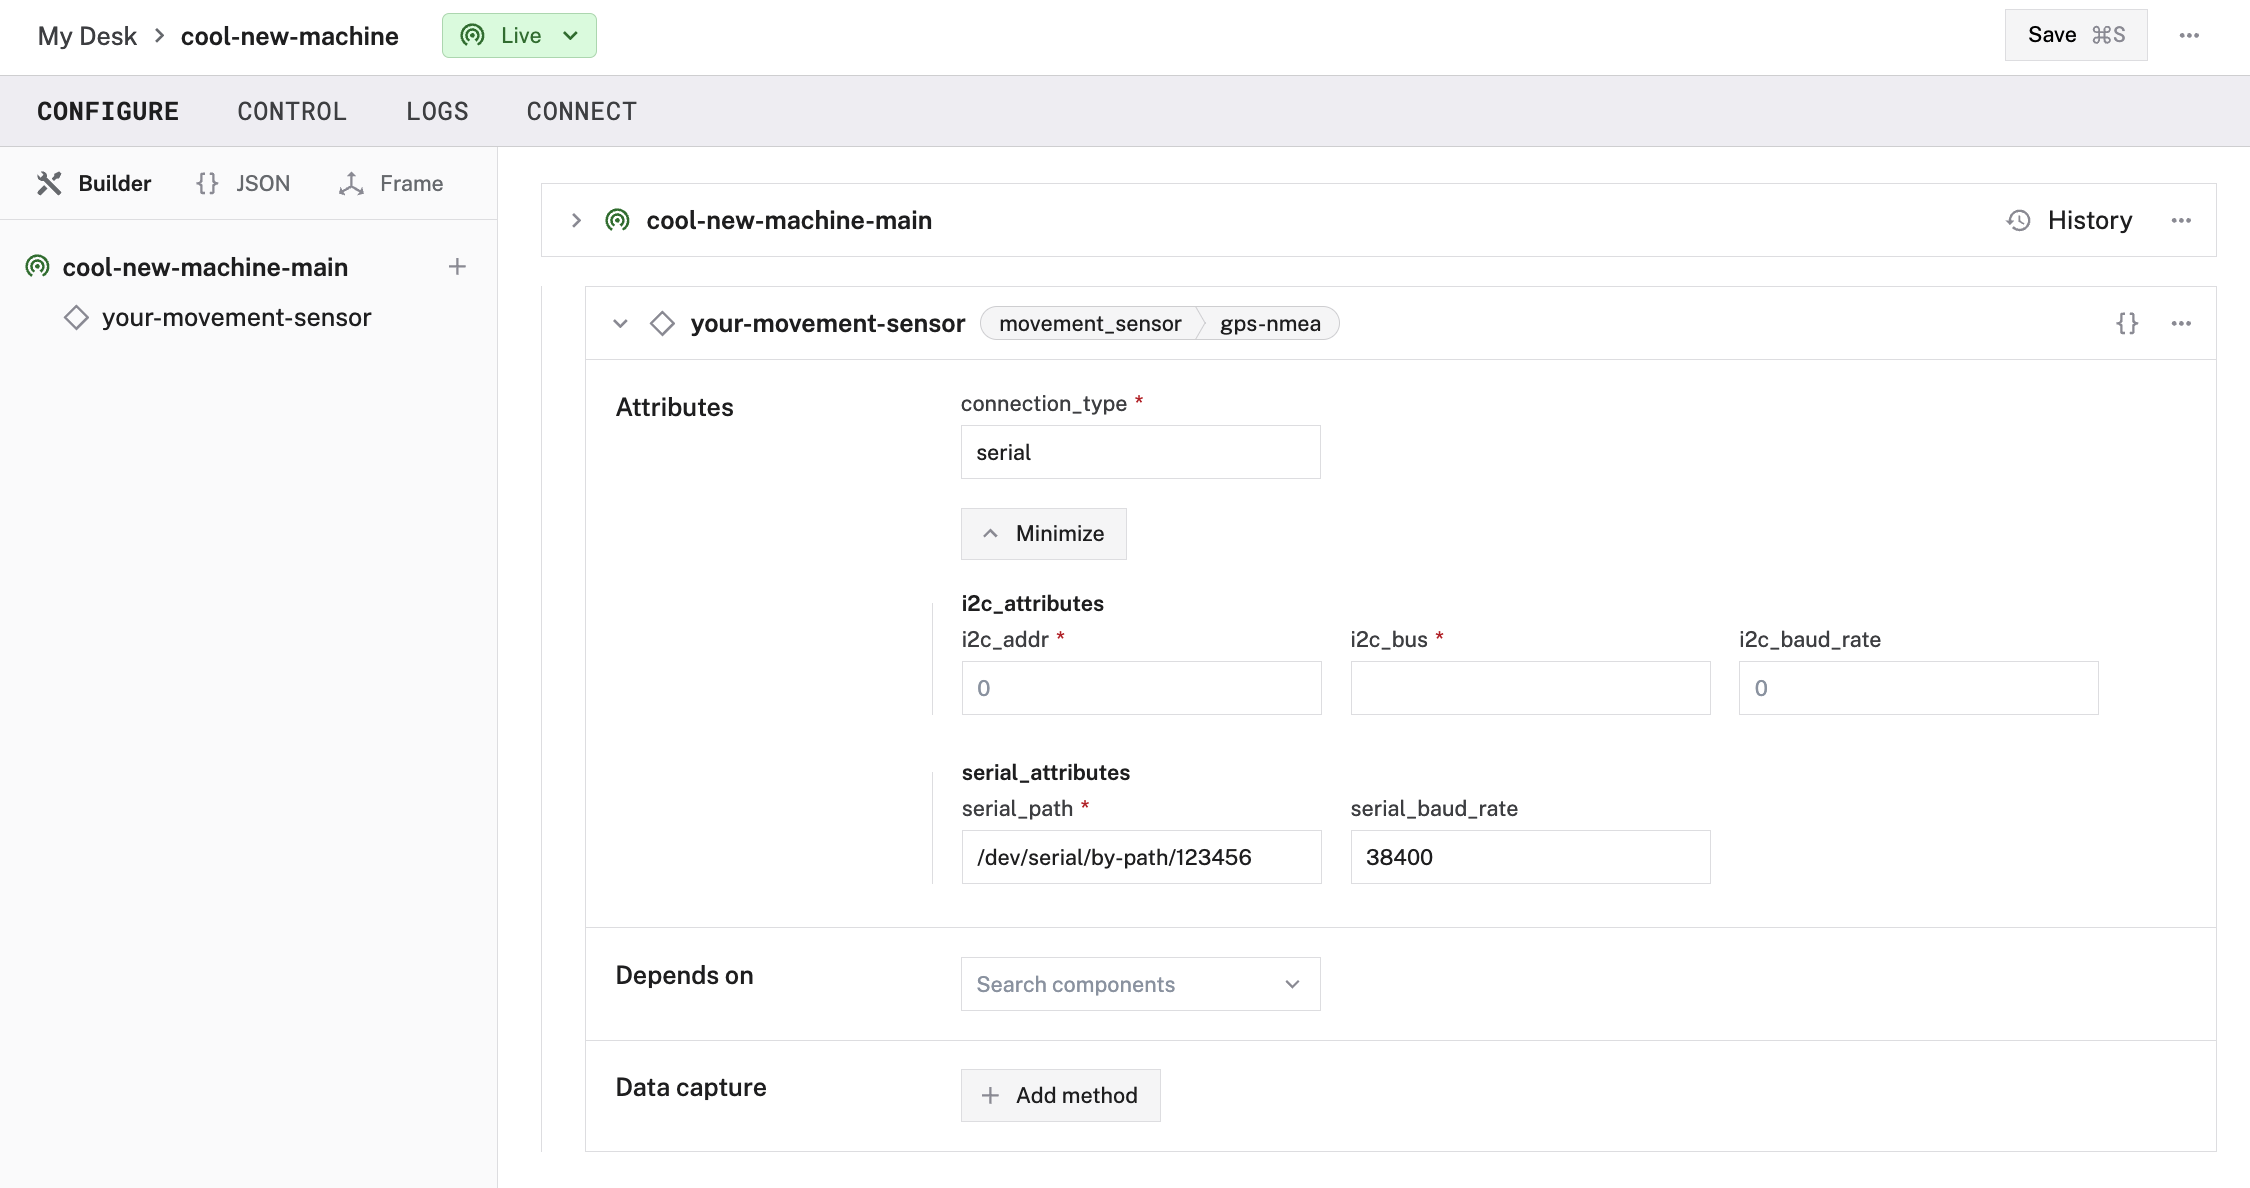 My Desk > cool-new-machine Live Save ⌘S ...
CONFIGURE CONTROL LOGS CONNECT
Builder {} JSON Frame
cool-new-machine-main +
your-movement-sensor
cool-new-machine-main History ...
your-movement-sensor movement_sensor gps-nmea {} ...
Attributes
connection_type *
serial
Minimize
i2c_attributes
i2c_addr * i2c_bus * i2c_baud_rate
0 0
serial_attributes
serial_path * serial_baud_rate
/dev/serial/by-path/123456 38400
Depends on
Search components
Data capture
+ Add method